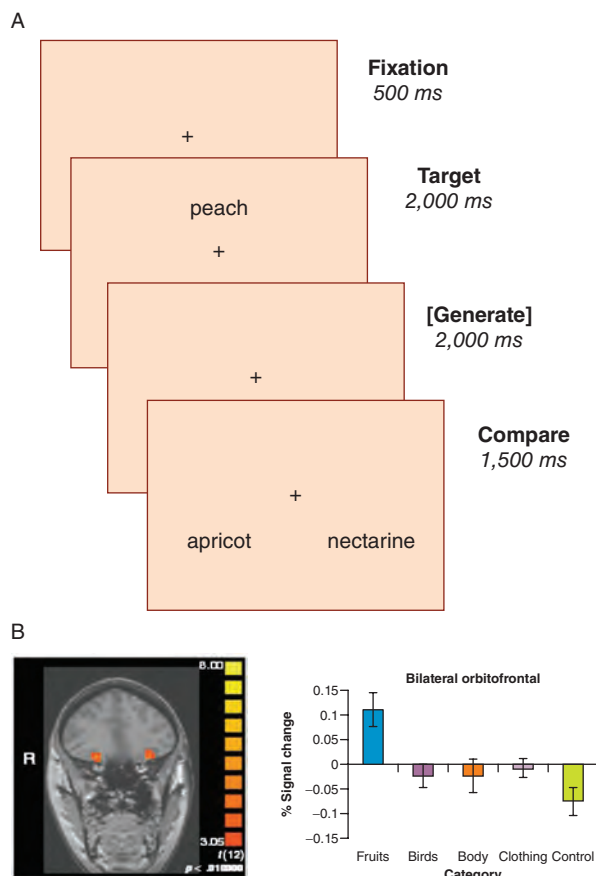 A
Fixation
500 ms
+
Target
2,000 ms
peach
+
[Generate]
2,000 ms
+
Compare
1,500 ms
+
apricot nectarine
B
8.00
R
3.05
t(12)
p <
Bilateral orbitofrontal
% Signal change
0.15
0.1
0.05
0
−0.05
−0.1
−0.15
Fruits Birds Body Clothing Control
Category